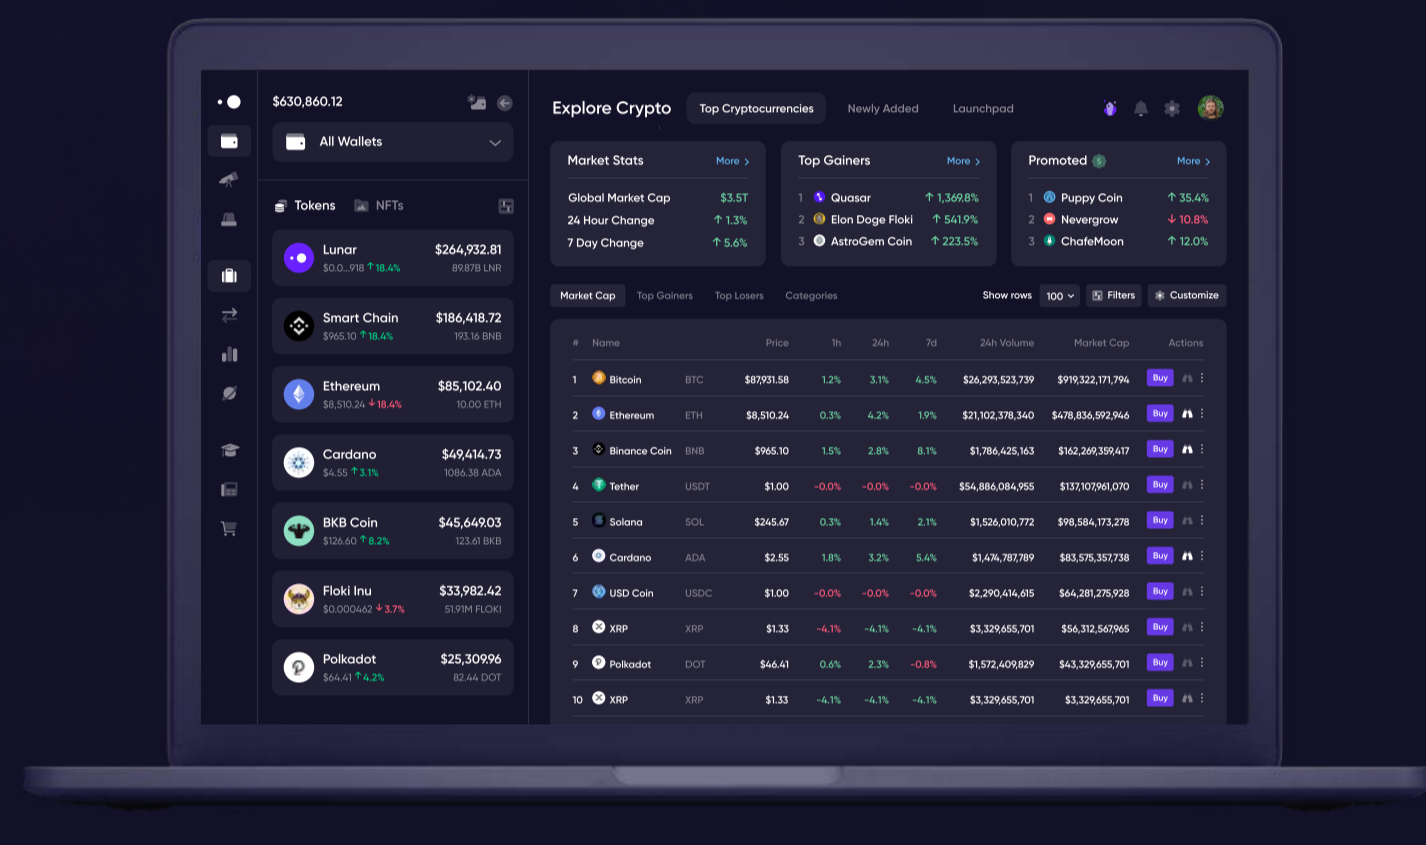 $630,860.12
All Wallets
Tokens NFTs
Lunar $264,932.81
$0.0...918 ↑18.4% 89.87B LNR
Smart Chain $186,418.72
$965.10 ↑18.4% 193.16 BNB
Ethereum $85,102.40
$8,510.24 ↓18.4% 10.00 ETH
Cardano $49,414.73
$4.55 ↑3.1% 1086.38 ADA
BKB Coin $45,649.03
$126.60 ↑8.2% 123.61 BKB
Floki Inu $33,982.42
$0.000462 ↓3.7% 51.91M FLOKI
Polkadot $25,309.96
$64.41 ↑4.2% 82.44 DOT
Explore Crypto Top Cryptocurrencies Newly Added Launchpad
Market Stats More >
Global Market Cap $3.5T
24 Hour Change ↑ 1.3%
7 Day Change ↑ 5.6%
Top Gainers More >
1 Quasar ↑ 1,369.8%
2 Elon Doge Floki ↑ 541.9%
3 AstroGem Coin ↑ 223.5%
Promoted $ More >
1 Puppy Coin ↑ 35.4%
2 Nevergrow ↓ 10.8%
3 ChafeMoon ↑ 12.0%
Market Cap Top Gainers Top Losers Categories Show rows 100 Filters Customize
# Name Price 1h 24h 7d 24h Volume Market Cap Actions
1 Bitcoin BTC $87,931.58 1.2% 3.1% 4.5% $26,293,523,739 $919,322,171,794 Buy
2 Ethereum ETH $8,510.24 0.3% 4.2% 1.9% $21,102,378,340 $478,836,592,946 Buy
3 Binance Coin BNB $965.10 1.5% 2.8% 8.1% $1,786,425,163 $162,269,359,417 Buy
4 Tether USDT $1.00 -0.0% -0.0% -0.0% $54,886,084,955 $137,107,961,070 Buy
5 Solana SOL $245.67 0.3% 1.4% 2.1% $1,526,010,772 $98,584,173,278 Buy
6 Cardano ADA $2.55 1.8% 3.2% 5.4% $1,474,787,789 $83,575,357,738 Buy
7 USD Coin USDC $1.00 -0.0% -0.0% -0.0% $2,290,414,615 $64,281,275,928 Buy
8 XRP XRP $1.33 -4.1% -4.1% -4.1% $3,329,655,701 $56,312,567,965 Buy
9 Polkadot DOT $46.41 0.6% 2.3% -0.8% $1,572,409,829 $43,329,655,701 Buy
10 XRP XRP $1.33 -4.1% -4.1% -4.1% $3,329,655,701 $3,329,655,701 Buy